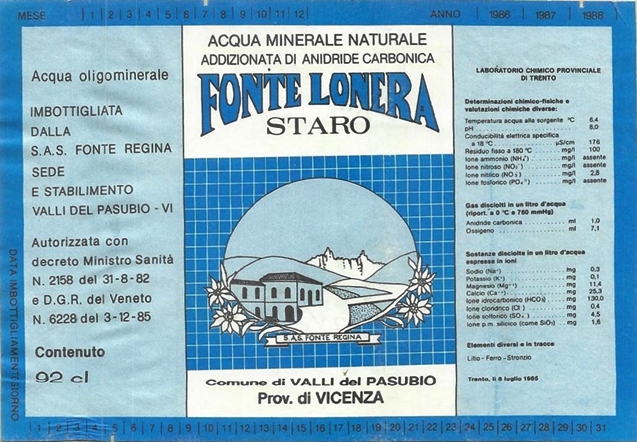 MESE 1 2 3 4 5 6 7 8 9 10 11 12 ANNO 1986 1987 1988
Acqua oligominerale
IMBOTTIGLIATA
DALLA
S.A.S. FONTE REGINA
SEDE
E STABILIMENTO
VALLI DEL PASUBIO - VI
Autorizzata con
decreto Ministro Sanità
N. 2158 del 31-8-82
e D.G.R. del Veneto
N. 6228 del 3-12-85
Contenuto
92 cl
DATA IMBOTTIGLIAMENTO GIORNO
ACQUA MINERALE NATURALE
ADDIZIONATA DI ANIDRIDE CARBONICA
FONTE LONERA
STARO
S.A.S. FONTE REGINA
Comune di VALLI del PASUBIO
Prov. di VICENZA
LABORATORIO CHIMICO PROVINCIALE
DI TRENTO
Determinazioni chimico-fisiche e
valutazioni chimiche diverse:
Temperatura acqua alla sorgente °C 6,4
pH 8,0
Conducibilità elettrica specifica
a 18 °C µS/cm 176
Residuo fisso a 180 °C mg/l 100
Ione ammonio (NH₄⁺) mg/l assente
Ione nitroso (NO₂⁻) mg/l assente
Ione nitrico (NO₃⁻) mg/l 2,8
Ione fosforico (PO₄⁻⁻) mg/l assente
Gas disciolti in un litro d'acqua
(riport. a 0 °C e 760 mmHg)
Anidride carbonica ml 1,0
Ossigeno ml 7,1
Sostanze disciolte in un litro d'acqua
espresse in ioni
Sodio (Na⁺) mg 0,3
Potassio (K⁺) mg 0,1
Magnesio (Mg⁺⁺) mg 11,4
Calcio (Ca⁺⁺) mg 25,3
Ione idrocarbonico (HCO₃) mg 130,0
Ione cloridrico (Cl⁻) mg 0,4
Ione solforico (SO₄⁻) mg 4,5
Ione p.m. silicico (come SiO₂) mg 1,6
Elementi diversi e in tracce
Litio - Ferro - Stronzio
Trento, li 8 luglio 1985
1 2 3 4 5 6 7 8 9 10 11 12 13 14 15 16 17 18 19 20 21 22 23 24 25 26 27 28 29 30 31